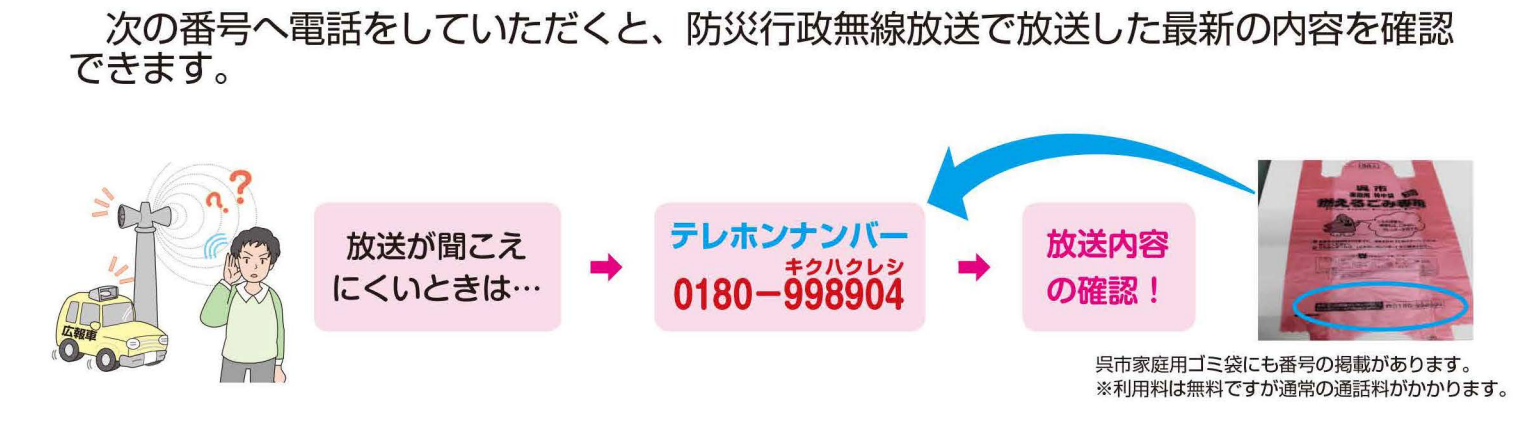 次の番号へ電話をしていただくと、防災行政無線放送で放送した最新の内容を確認
できます。
広報車
放送が聞こえ
にくいときは…
テレホンナンバー
キクハクレシ
0180－998904
放送内容
の確認！
呉市
燃えるごみ専用
呉市家庭用ゴミ袋にも番号の掲載があります。
※利用料は無料ですが通常の通話料がかかります。